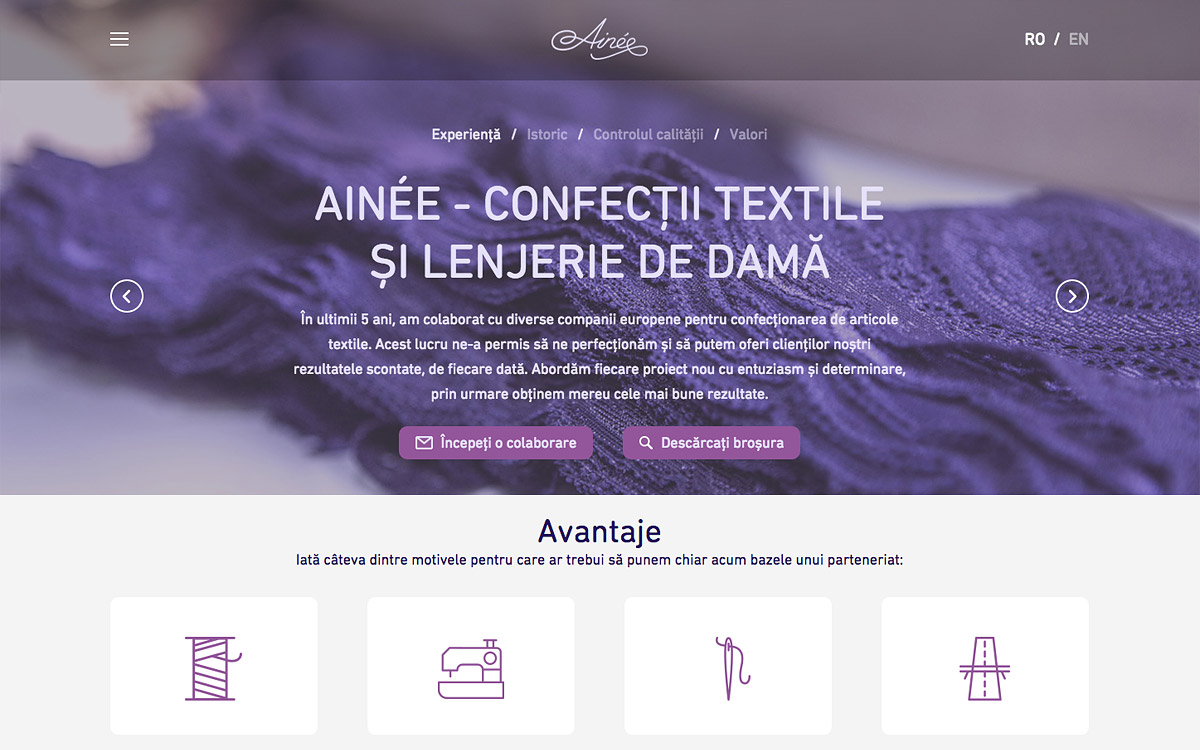 Ainée
RO / EN
Experiență / Istoric / Controlul calității / Valori
AINÉE - CONFECȚII TEXTILE
ȘI LENJERIE DE DAMĂ
În ultimii 5 ani, am colaborat cu diverse companii europene pentru confecționarea de articole
textile. Acest lucru ne-a permis să ne perfecționăm și să putem oferi clienților noștri
rezultatele scontate, de fiecare dată. Abordăm fiecare proiect nou cu entuziasm și determinare,
prin urmare obținem mereu cele mai bune rezultate.
Începeți o colaborare
Descărcați broșura
Avantaje
Iată câteva dintre motivele pentru care ar trebui să punem chiar acum bazele unui parteneriat: